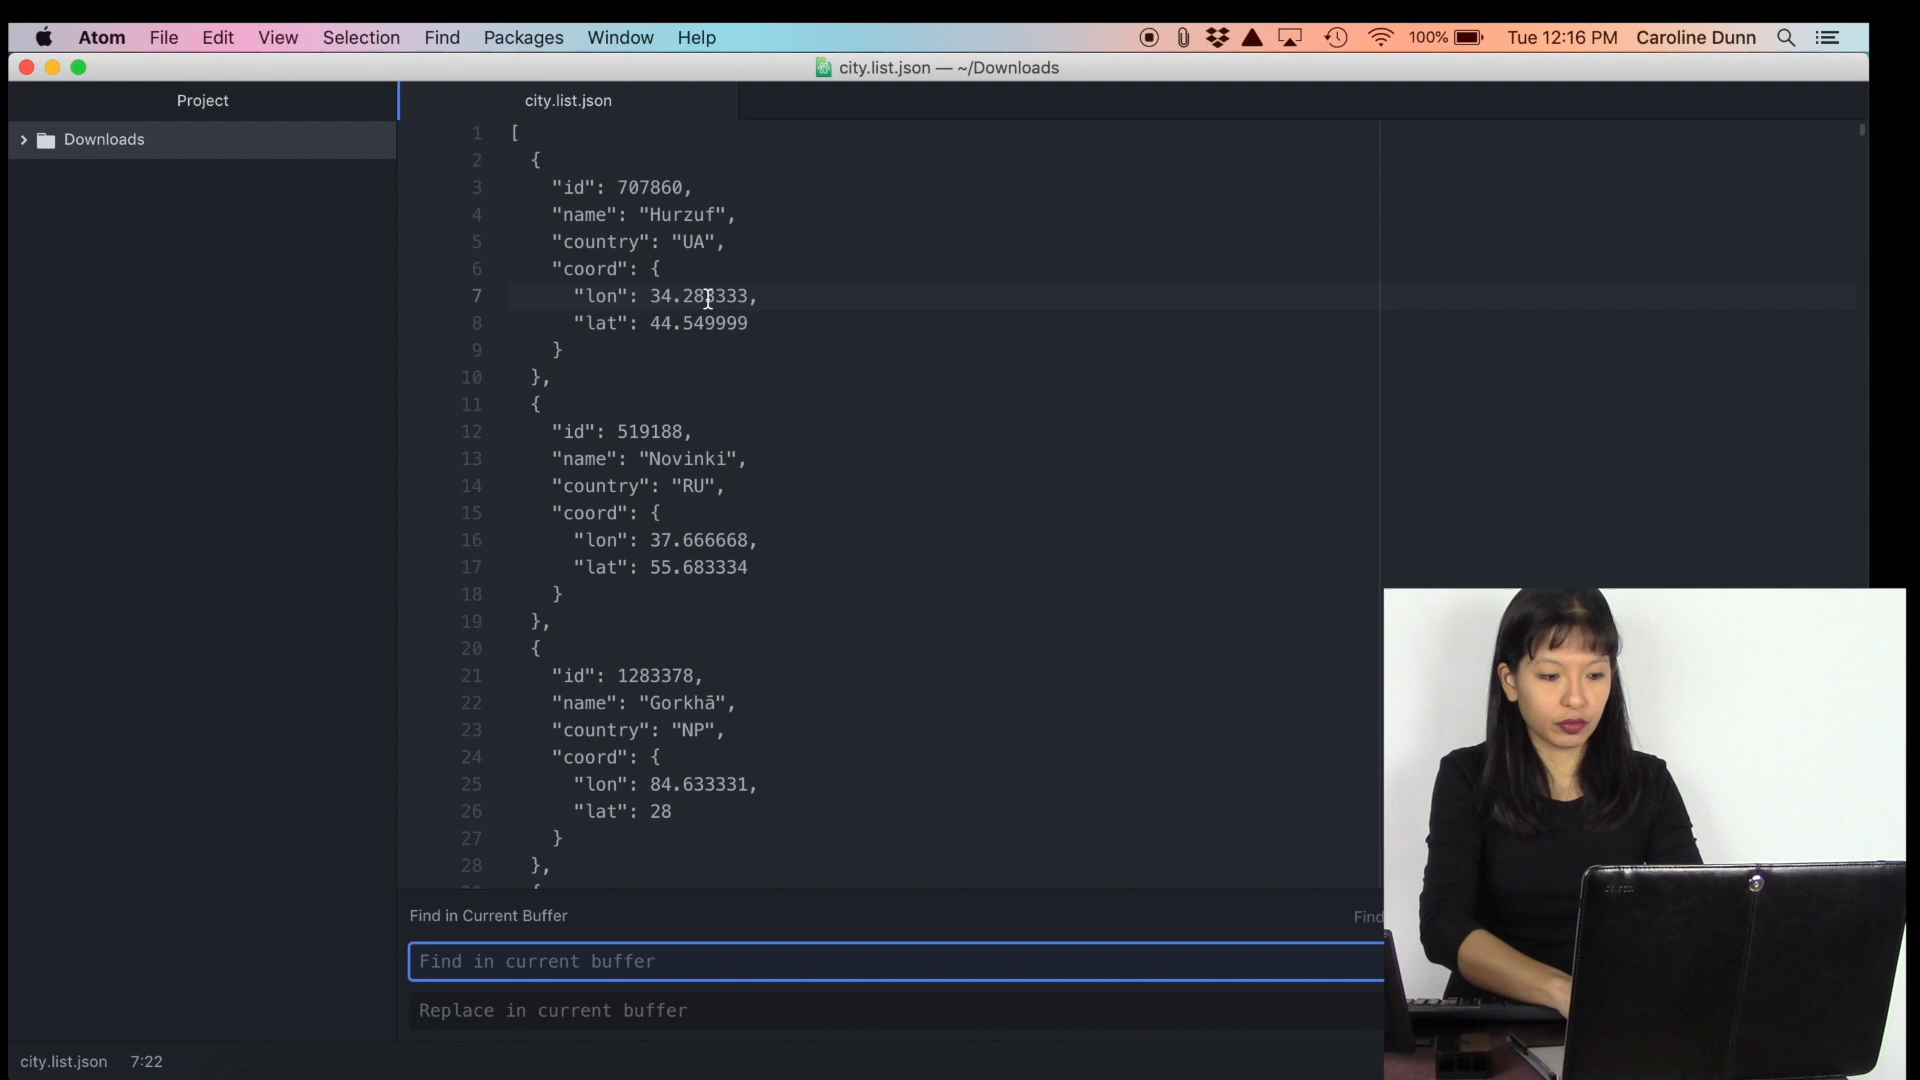 Atom File Edit View Selection Find Packages Window Help 100% Tue 12:16 PM Caroline Dunn
city.list.json — ~/Downloads
Project
city.list.json
Downloads
1 [
2 {
3 "id": 707860,
4 "name": "Hurzuf",
5 "country": "UA",
6 "coord": {
7 "lon": 34.283333,
8 "lat": 44.549999
9 }
10 },
11 {
12 "id": 519188,
13 "name": "Novinki",
14 "country": "RU",
15 "coord": {
16 "lon": 37.666668,
17 "lat": 55.683334
18 }
19 },
20 {
21 "id": 1283378,
22 "name": "Gorkhā",
23 "country": "NP",
24 "coord": {
25 "lon": 84.633331,
26 "lat": 28
27 }
28 },
{
Find in Current Buffer Find
Find in current buffer
Replace in current buffer
city.list.json 7:22